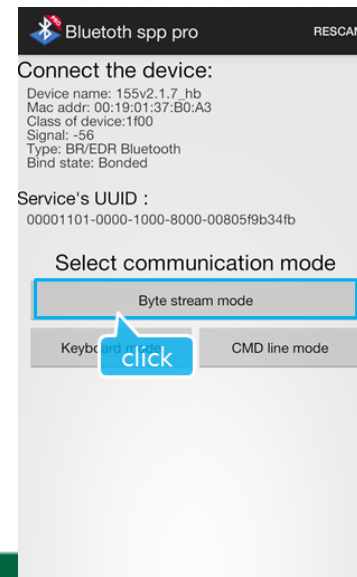 Bluetoth spp pro
RESCAN
Connect the device:
Device name: 155v2.1.7_hb
Mac addr: 00:19:01:37:B0:A3
Class of device:1f00
Signal: -56
Type: BR/EDR Bluetooth
Bind state: Bonded
Service's UUID :
00001101-0000-1000-8000-00805f9b34fb
Select communication mode
Byte stream mode
Keyboard mode
CMD line mode
click